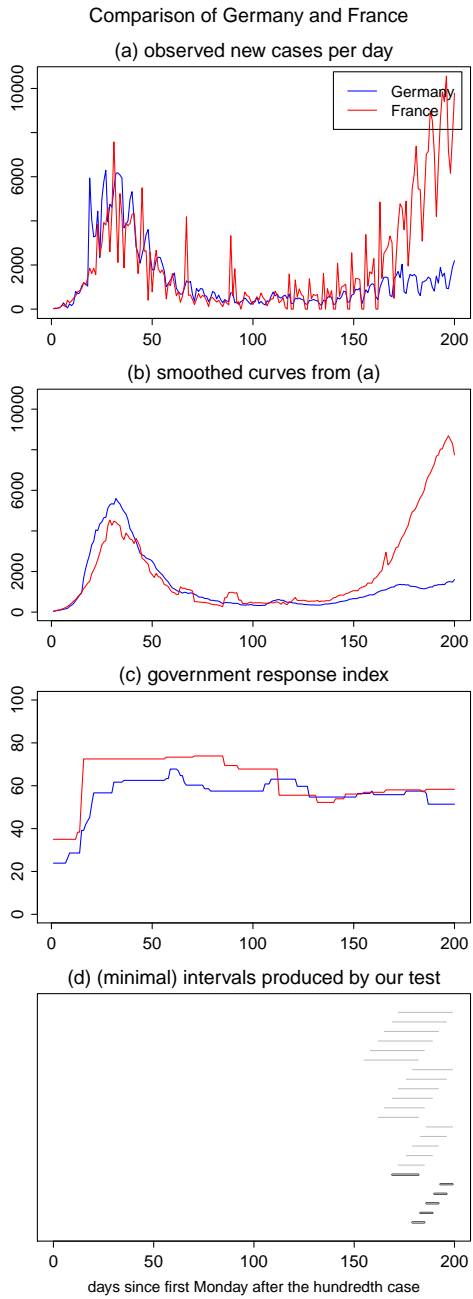 Comparison of Germany and France
(a) observed new cases per day
Germany
France
0 2000 6000 10000
0 50 100 150 200
(b) smoothed curves from (a)
0 2000 6000 10000
0 50 100 150 200
(c) government response index
0 20 40 60 80 100
0 50 100 150 200
(d) (minimal) intervals produced by our test
0 50 100 150 200
days since first Monday after the hundredth case